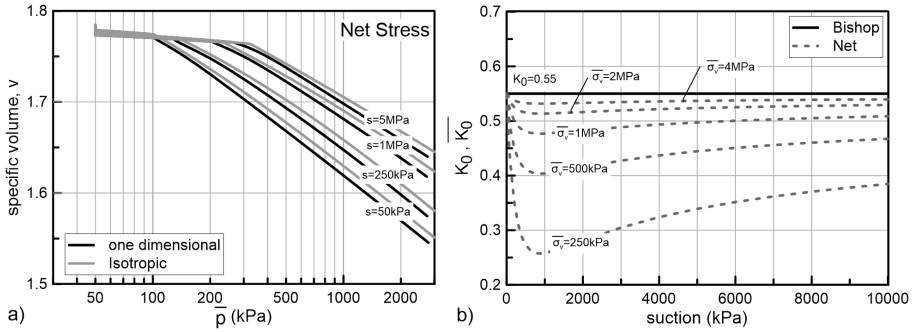 Net Stress
1.8
1.7
1.6
1.5
specific volume, v
s=5MPa
s=1MPa
s=250kPa
s=50kPa
one dimensional
Isotropic
50 100 200 500 1000 2000
a) p̅ (kPa)
0.7
0.6
0.5
0.4
0.3
0.2
K₀ , K̅₀
Bishop
Net
K₀=0.55
σ̅ᵥ=2MPa
σ̅ᵥ=4MPa
σ̅ᵥ=1MPa
σ̅ᵥ=500kPa
σ̅ᵥ=250kPa
0 2000 4000 6000 8000 10000
b) suction (kPa)